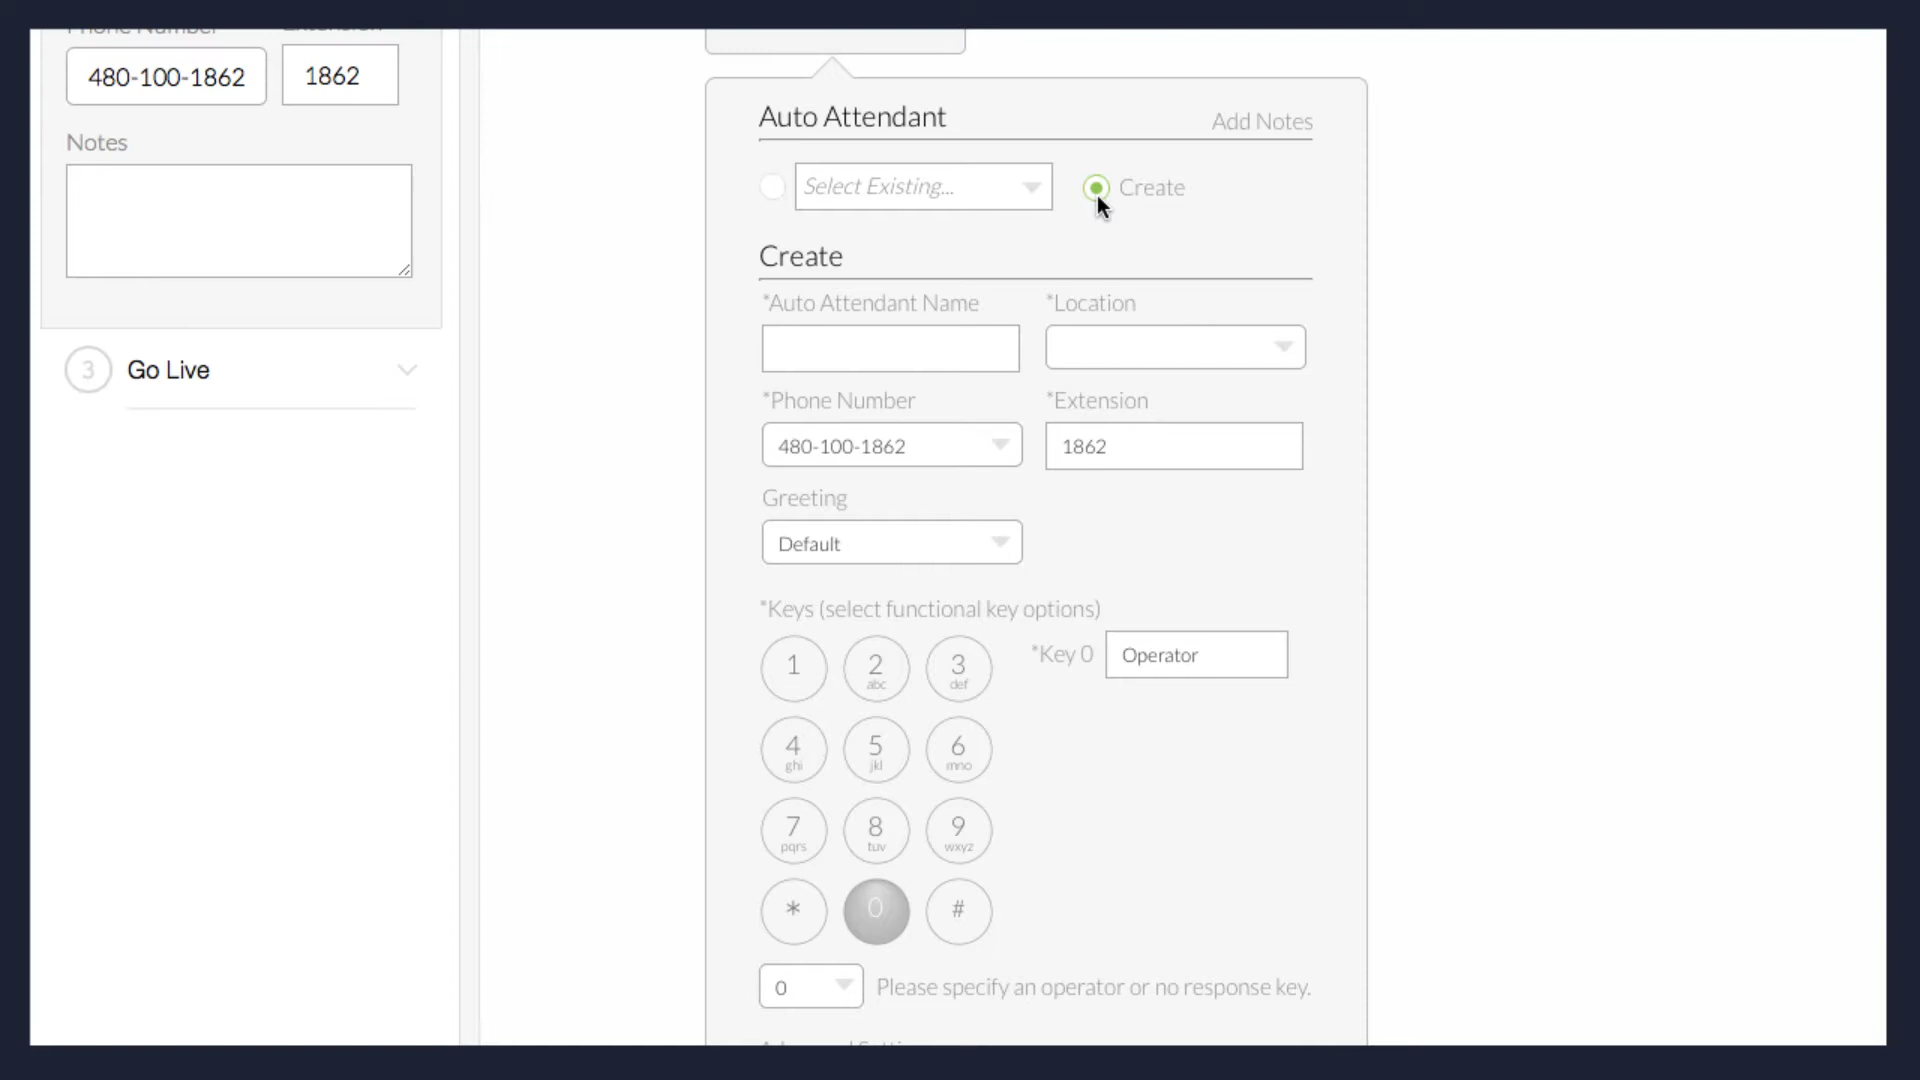 Phone Number Extension
480-100-1862 1862
Notes
3 Go Live
Auto Attendant Add Notes
Select Existing... Create
Create
*Auto Attendant Name *Location
*Phone Number *Extension
480-100-1862 1862
Greeting
Default
*Keys (select functional key options)
1 2 abc 3 def
*Key 0 Operator
4 ghi 5 jkl 6 mno
7 pqrs 8 tuv 9 wxyz
* 0 #
0 Please specify an operator or no response key.